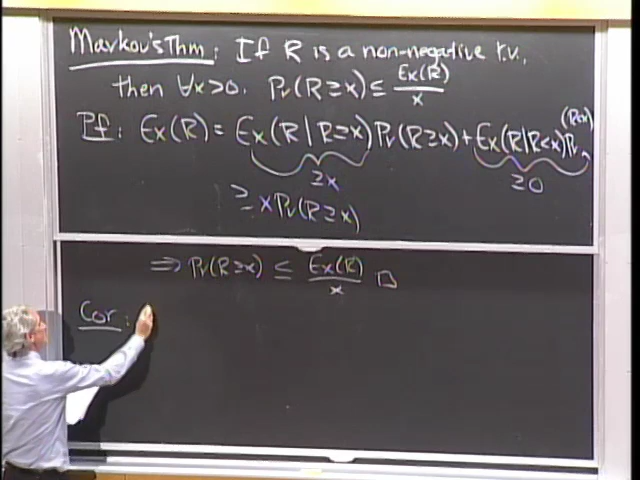 Markov's Thm: If R is a non-negative r.v.
then ∀x>0. Pr(R≥x) ≤ Ex(R)/x
Pf: Ex(R) = Ex(R|R≥x)Pr(R≥x)+Ex(R|R<x)Pr(R<x)
≥x ≥0
≥ xPr(R≥x)
⇒ Pr(R≥x) ≤ Ex(R)/x □
Cor: